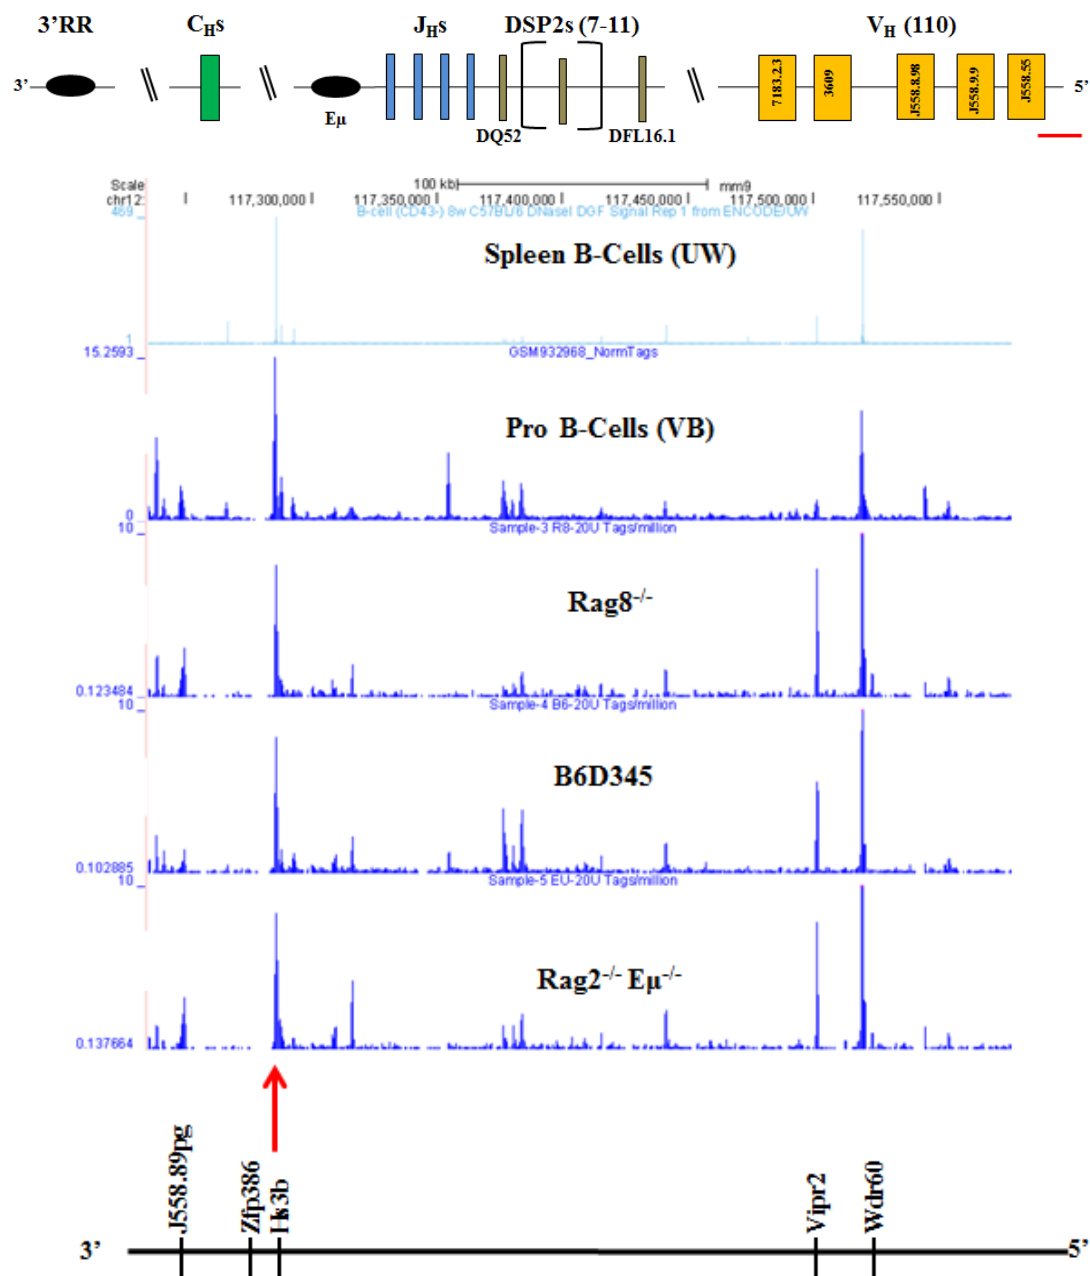 3'RR
C_Hs
J_Hs
DSP2s (7-11)
V_H (110)
3'
Eμ
DQ52
DFL16.1
7183.2.3
3609
J558.8.98
J558.9.9
J558.55
5'
Scale
100 kb
mm9
chr12:
117,300,000
117,350,000
117,400,000
117,450,000
117,500,000
117,550,000
B-cell (CD43-) 8w C57BL/6 DNaseI DGF Signal Rep 1 from ENCODE/UW
469 _
Spleen B-Cells (UW)
1
GSM932968_NormTags
15.2593 _
Pro B-Cells (VB)
0
Sample-3 R8-20U Tags/million
10 _
Rag8-/-
0.123484 _
Sample-4 B6-20U Tags/million
10 _
B6D345
0.102885
Sample-5 EU-20U Tags/million
10 _
Rag2-/- Eμ-/-
0.137664
J558.89pg
Zfp386
Hs3b
Vipr2
Wdr60
3'
5'